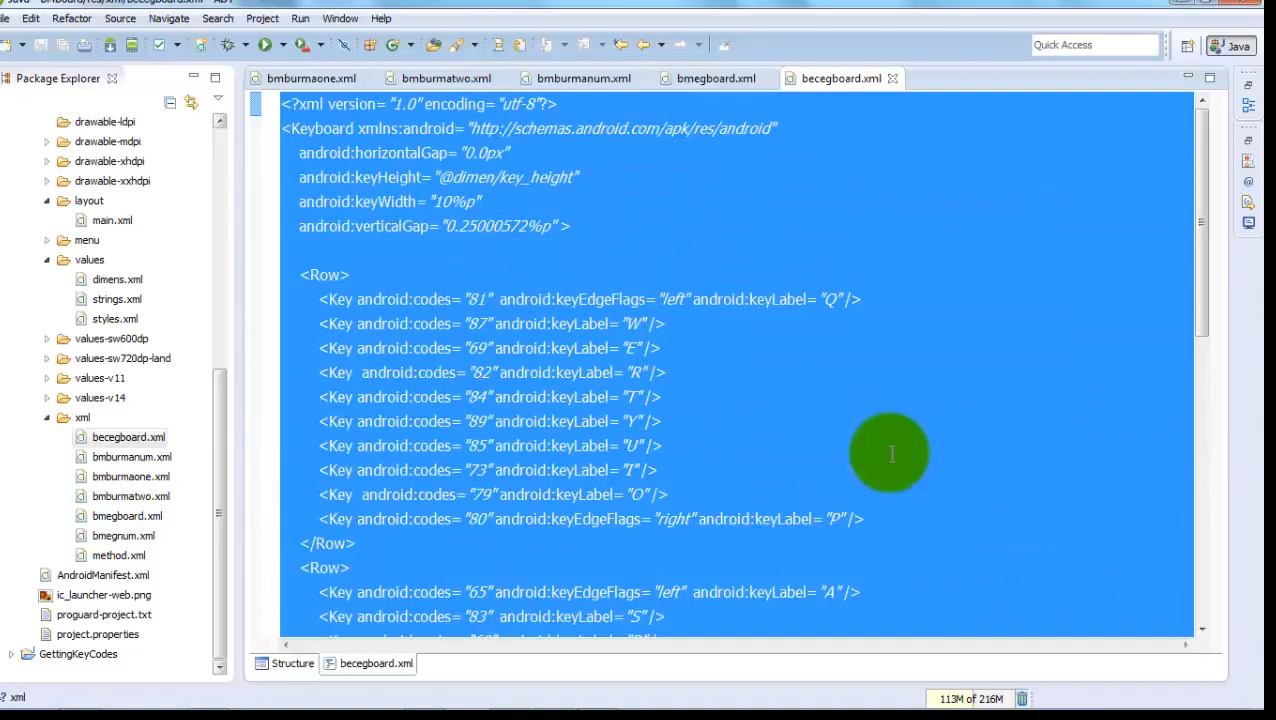 File Edit Refactor Source Navigate Search Project Run Window Help
Quick Access
Java
Package Explorer
bmburmaone.xml
bmburmatwo.xml
bmburmanum.xml
bmegboard.xml
becegboard.xml
drawable-ldpi
drawable-mdpi
drawable-xhdpi
drawable-xxhdpi
layout
main.xml
menu
values
dimens.xml
strings.xml
styles.xml
values-sw600dp
values-sw720dp-land
values-v11
values-v14
xml
becegboard.xml
bmburmanum.xml
bmburmaone.xml
bmburmatwo.xml
bmegboard.xml
bmegnum.xml
method.xml
AndroidManifest.xml
ic_launcher-web.png
proguard-project.txt
project.properties
GettingKeyCodes
<?xml version="1.0" encoding="utf-8"?>
<Keyboard xmlns:android="http://schemas.android.com/apk/res/android"
android:horizontalGap="0.0px"
android:keyHeight="@dimen/key_height"
android:keyWidth="10%p"
android:verticalGap="0.25000572%p" >
<Row>
<Key android:codes="81" android:keyEdgeFlags="left" android:keyLabel="Q" />
<Key android:codes="87" android:keyLabel="W" />
<Key android:codes="69" android:keyLabel="E" />
<Key android:codes="82" android:keyLabel="R" />
<Key android:codes="84" android:keyLabel="T" />
<Key android:codes="89" android:keyLabel="Y" />
<Key android:codes="85" android:keyLabel="U" />
<Key android:codes="73" android:keyLabel="I" />
<Key android:codes="79" android:keyLabel="O" />
<Key android:codes="80" android:keyEdgeFlags="right" android:keyLabel="P" />
</Row>
<Row>
<Key android:codes="65" android:keyEdgeFlags="left" android:keyLabel="A" />
<Key android:codes="83" android:keyLabel="S" />
Structure
becegboard.xml
? xml
113M of 216M